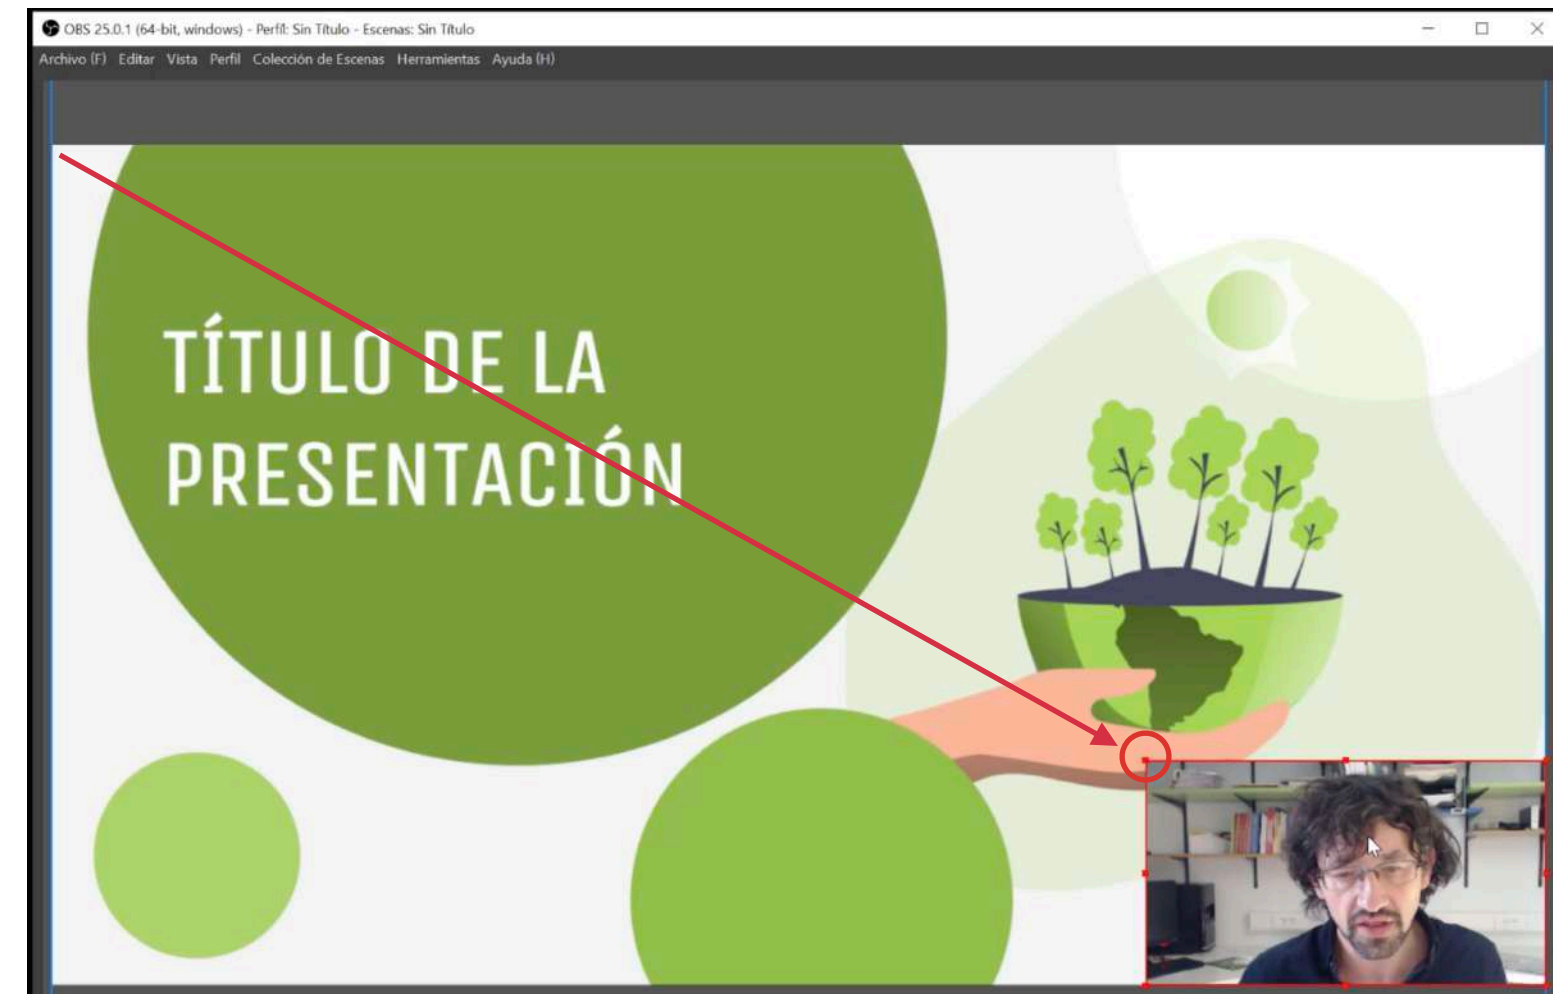 OBS 25.0.1 (64-bit, windows) - Perfil: Sin Título - Escenas: Sin Título
Archivo (F) Editar Vista Perfil Colección de Escenas Herramientas Ayuda (H)
TÍTULO DE LA
PRESENTACIÓN